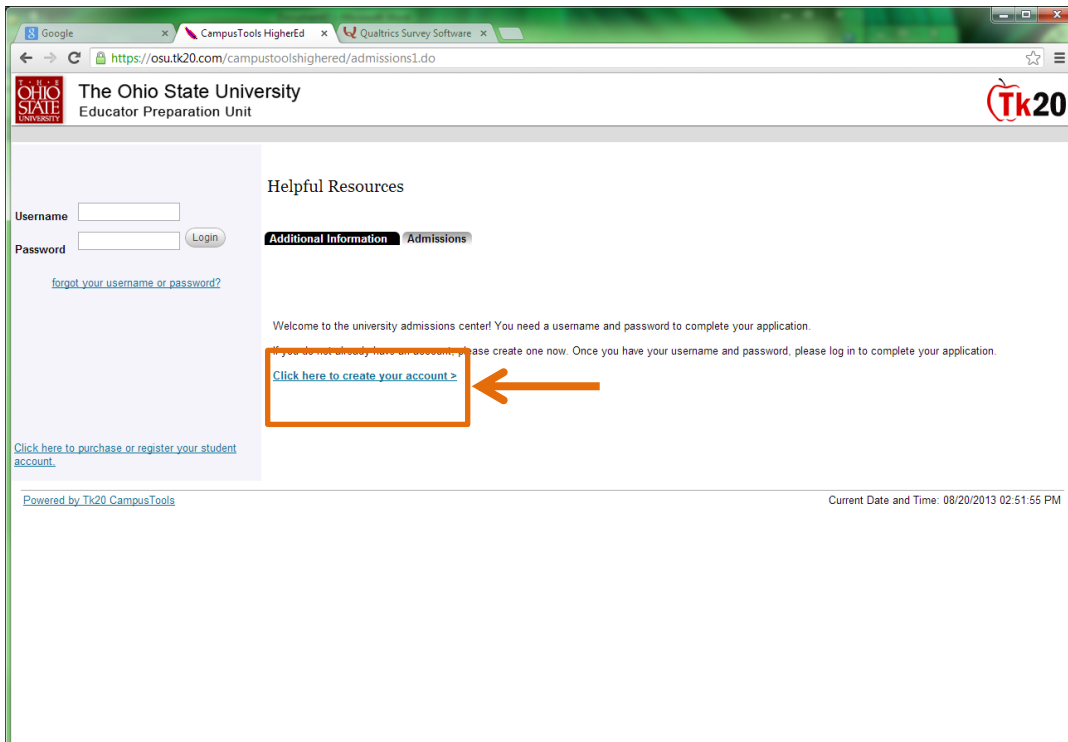 Google
CampusTools HigherEd
Qualtrics Survey Software
https://osu.tk20.com/campustoolshighered/admissions1.do
T · H · E
OHIO
STATE
UNIVERSITY
The Ohio State University
Educator Preparation Unit
Tk20
Helpful Resources
Username
Password
Login
forgot your username or password?
Additional Information Admissions
Welcome to the university admissions center! You need a username and password to complete your application.
If you do not already have an account, please create one now. Once you have your username and password, please log in to complete your application.
Click here to create your account >
Click here to purchase or register your student
account.
Powered by Tk20 CampusTools
Current Date and Time: 08/20/2013 02:51:55 PM